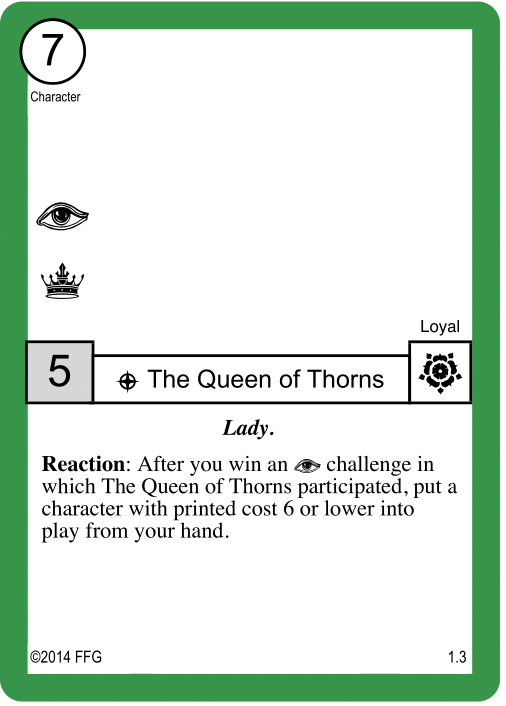 7
Character
Loyal
5
The Queen of Thorns
Lady.
Reaction: After you win an challenge in
which The Queen of Thorns participated, put a
character with printed cost 6 or lower into
play from your hand.
©2014 FFG
1.3